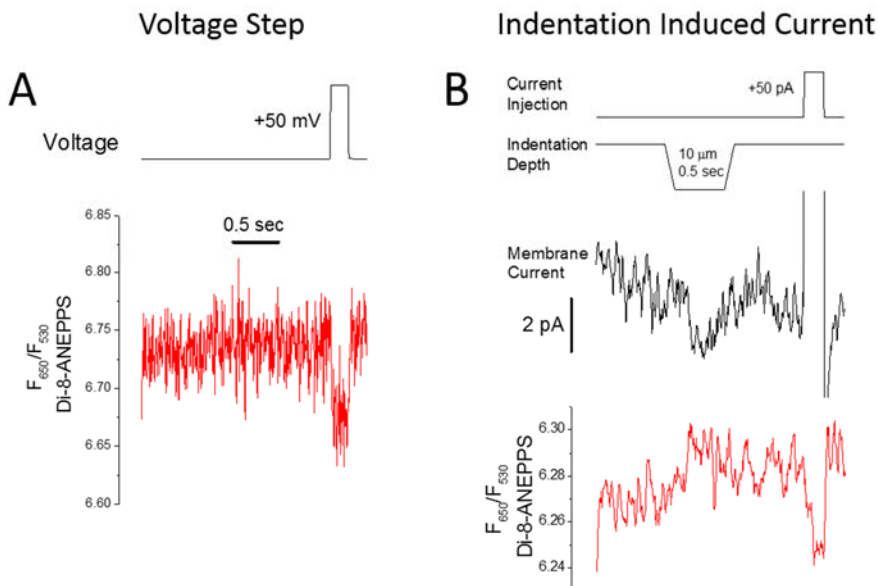 Voltage Step
Indentation Induced Current
A
+50 mV
Voltage
0.5 sec
6.85
6.80
6.75
6.70
6.65
6.60
F650/F530
Di-8-ANEPPS
B
Current
Injection
+50 pA
Indentation
Depth
10 μm
0.5 sec
Membrane
Current
2 pA
6.30
6.28
6.26
6.24
F650/F530
Di-8-ANEPPS